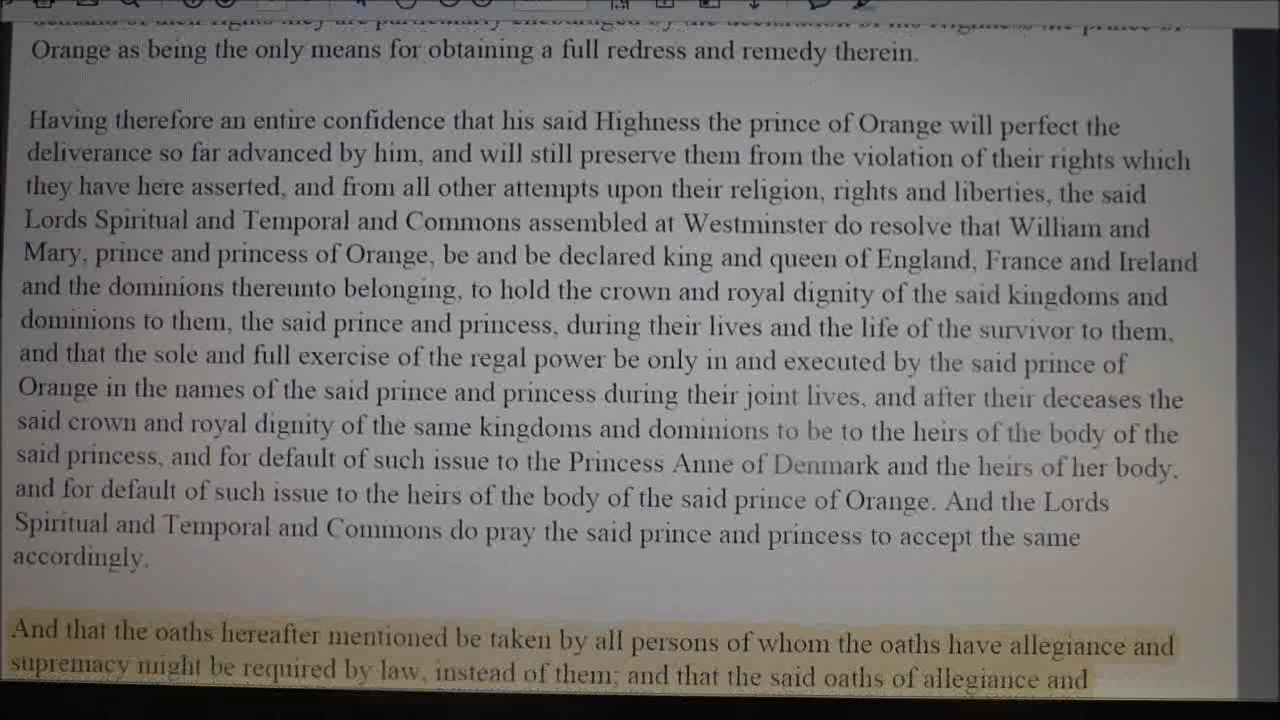 Orange as being the only means for obtaining a full redress and remedy therein.
Having therefore an entire confidence that his said Highness the prince of Orange will perfect the
deliverance so far advanced by him, and will still preserve them from the violation of their rights which
they have here asserted, and from all other attempts upon their religion, rights and liberties, the said
Lords Spiritual and Temporal and Commons assembled at Westminster do resolve that William and
Mary, prince and princess of Orange, be and be declared king and queen of England, France and Ireland
and the dominions thereunto belonging, to hold the crown and royal dignity of the said kingdoms and
dominions to them, the said prince and princess, during their lives and the life of the survivor to them,
and that the sole and full exercise of the regal power be only in and executed by the said prince of
Orange in the names of the said prince and princess during their joint lives, and after their deceases the
said crown and royal dignity of the same kingdoms and dominions to be to the heirs of the body of the
said princess, and for default of such issue to the Princess Anne of Denmark and the heirs of her body,
and for default of such issue to the heirs of the body of the said prince of Orange. And the Lords
Spiritual and Temporal and Commons do pray the said prince and princess to accept the same
accordingly.
And that the oaths hereafter mentioned be taken by all persons of whom the oaths have allegiance and
supremacy might be required by law, instead of them; and that the said oaths of allegiance and